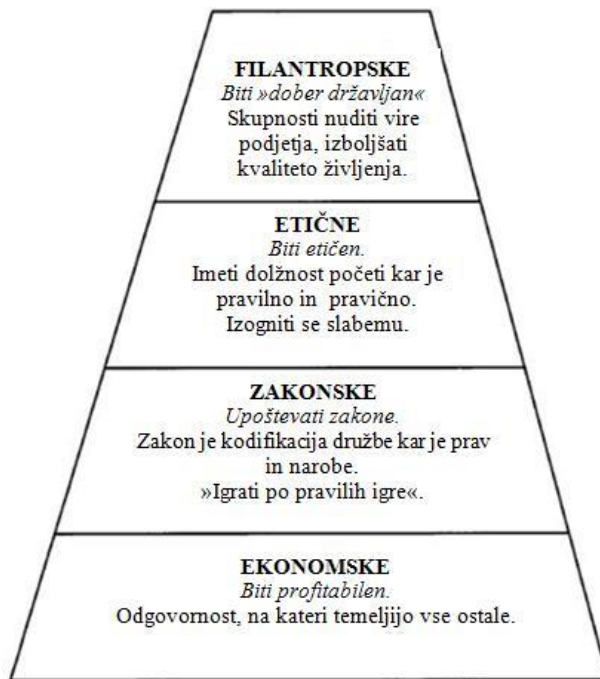 FILANTROPSKE
Biti »dober državljan«
Skupnosti nuditi vire
podjetja, izboljšati
kvaliteto življenja.
ETIČNE
Biti etičen.
Imeti dolžnost početi kar je
pravilno in pravično.
Izogniti se slabemu.
ZAKONSKE
Upoštevati zakone.
Zakon je kodifikacija družbe kar je prav
in narobe.
»Igrati po pravilih igre«.
EKONOMSKE
Biti profitabilen.
Odgovornost, na kateri temeljijo vse ostale.